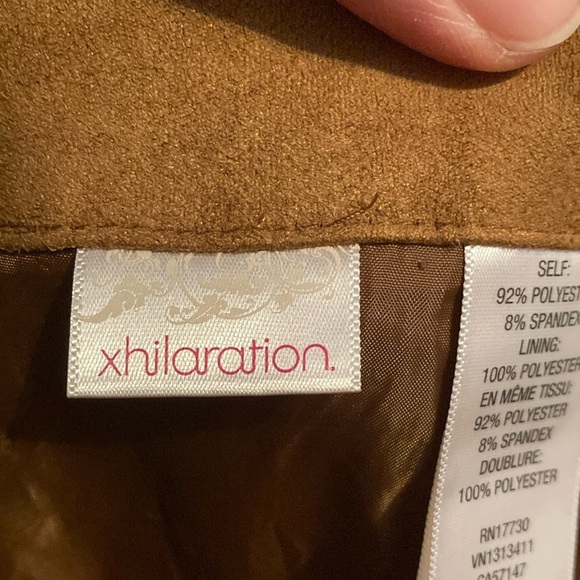 xhilaration.
SELF:
92% POLYEST
8% SPANDEX
LINING:
100% POLYESTER
EN MÊME TISSU:
92% POLYESTER
8% SPANDEX
DOUBLURE:
100% POLYESTER
RN17730
VN1313411
CA57147